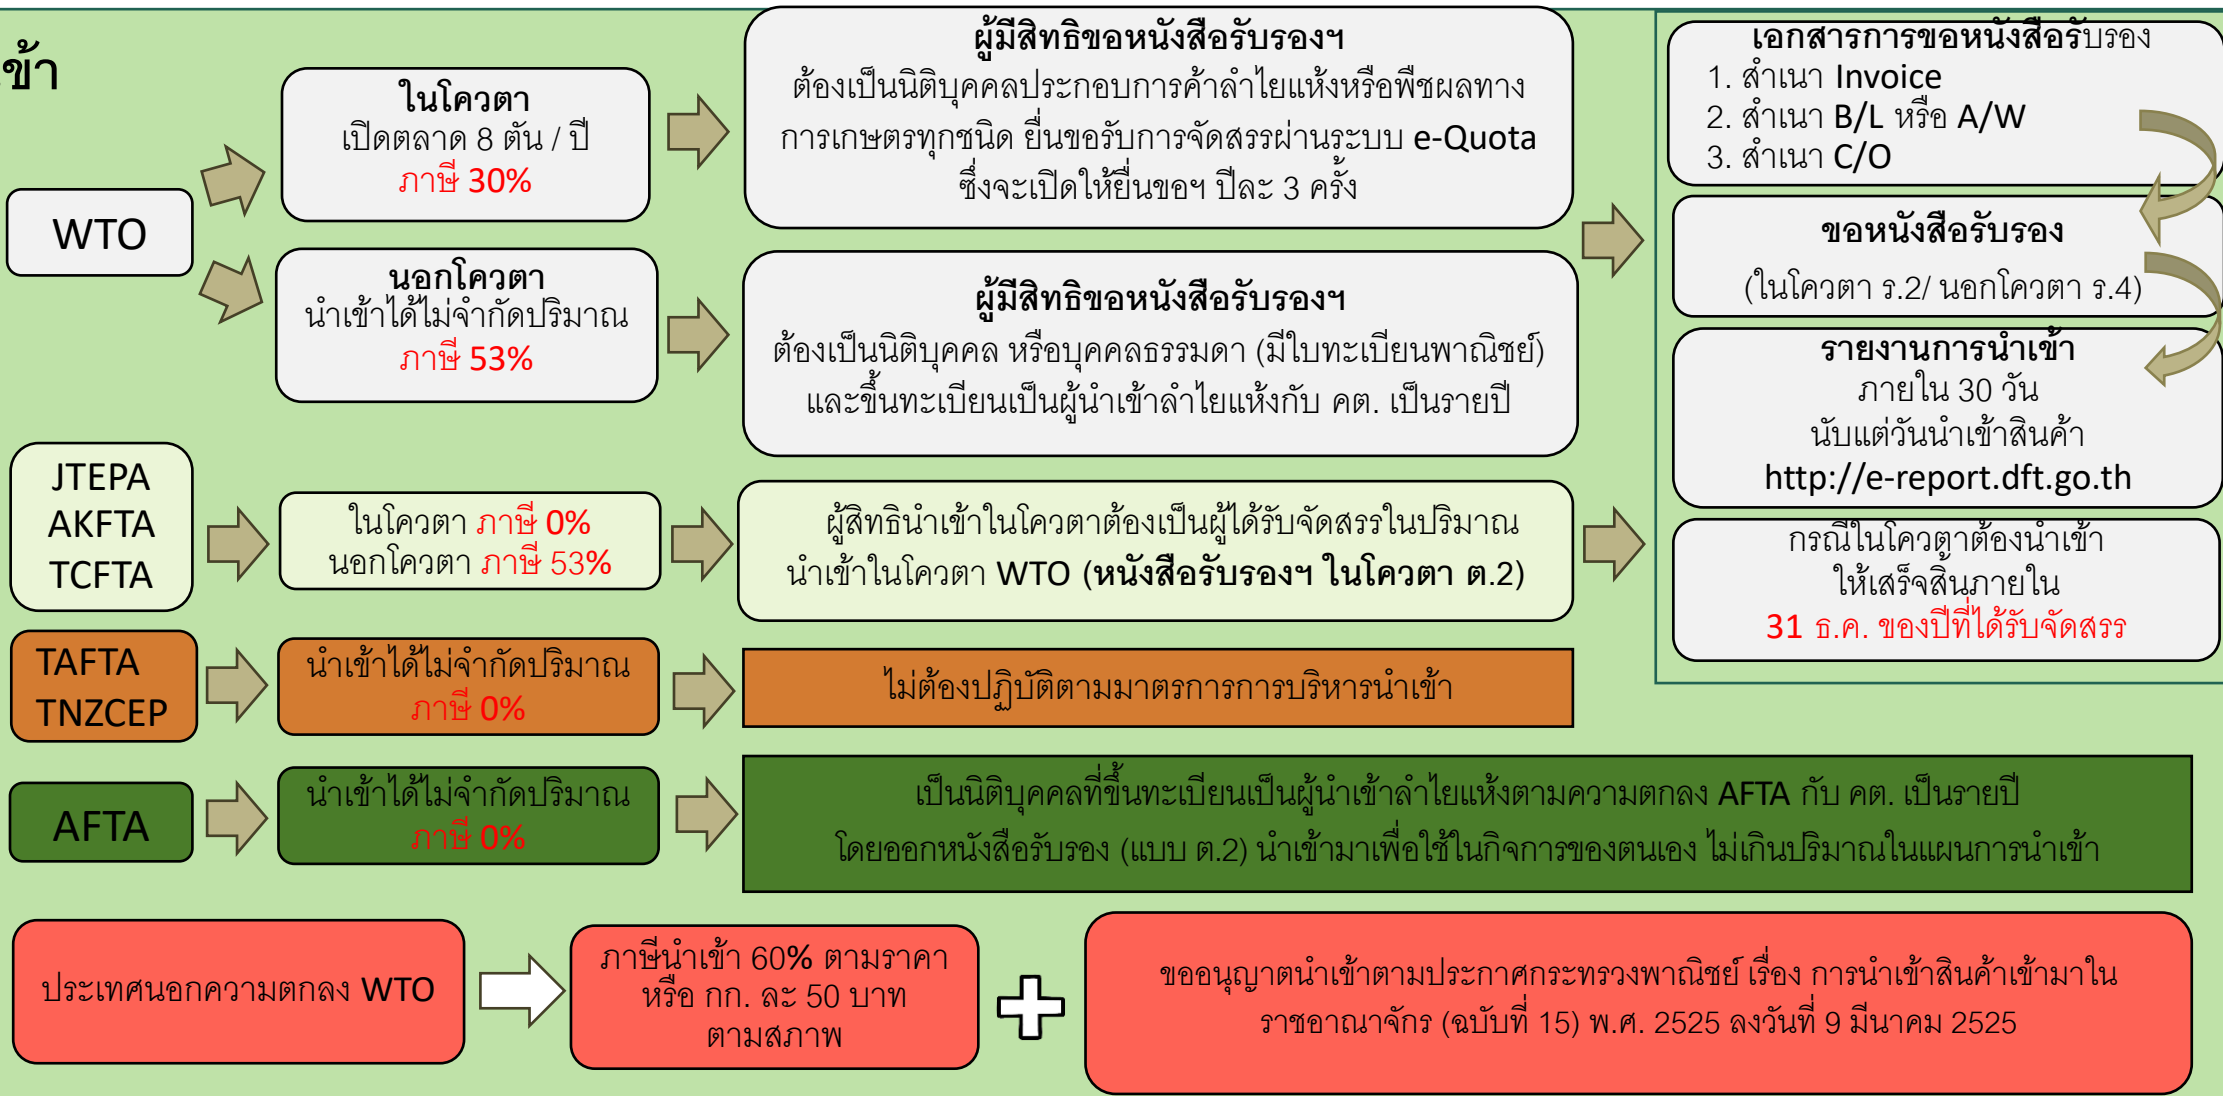 ข้า
WTO
ในโควตา
เปิดตลาด 8 ตัน / ปี
ภาษี 30%
ผู้มีสิทธิขอหนังสือรับรองฯ
ต้องเป็นนิติบุคคลประกอบการค้าลำไยแห้งหรือพืชผลทาง
การเกษตรทุกชนิด ยื่นขอรับการจัดสรรผ่านระบบ e-Quota
ซึ่งจะเปิดให้ยื่นขอฯ ปีละ 3 ครั้ง
นอกโควตา
นำเข้าได้ไม่จำกัดปริมาณ
ภาษี 53%
ผู้มีสิทธิขอหนังสือรับรองฯ
ต้องเป็นนิติบุคคล หรือบุคคลธรรมดา (มีใบทะเบียนพาณิชย์)
และขึ้นทะเบียนเป็นผู้นำเข้าลำไยแห้งกับ คต. เป็นรายปี
เอกสารการขอหนังสือรับรอง
1. สำเนา Invoice
2. สำเนา B/L หรือ A/W
3. สำเนา C/O
ขอหนังสือรับรอง
(ในโควตา ร.2/ นอกโควตา ร.4)
รายงานการนำเข้า
ภายใน 30 วัน
นับแต่วันนำเข้าสินค้า
http://e-report.dft.go.th
กรณีในโควตาต้องนำเข้า
ให้เสร็จสิ้นภายใน
31 ธ.ค. ของปีที่ได้รับจัดสรร
JTEPA
AKFTA
TCFTA
ในโควตา ภาษี 0%
นอกโควตา ภาษี 53%
ผู้สิทธินำเข้าในโควตาต้องเป็นผู้ได้รับจัดสรรในปริมาณ
นำเข้าในโควตา WTO (หนังสือรับรองฯ ในโควตา ต.2)
TAFTA
TNZCEP
นำเข้าได้ไม่จำกัดปริมาณ
ภาษี 0%
ไม่ต้องปฏิบัติตามมาตรการการบริหารนำเข้า
AFTA
นำเข้าได้ไม่จำกัดปริมาณ
ภาษี 0%
เป็นนิติบุคคลที่ขึ้นทะเบียนเป็นผู้นำเข้าลำไยแห้งตามความตกลง AFTA กับ คต. เป็นรายปี
โดยออกหนังสือรับรอง (แบบ ต.2) นำเข้ามาเพื่อใช้ในกิจการของตนเอง ไม่เกินปริมาณในแผนการนำเข้า
ประเทศนอกความตกลง WTO
ภาษีนำเข้า 60% ตามราคา
หรือ กก. ละ 50 บาท
ตามสภาพ
ขออนุญาตนำเข้าตามประกาศกระทรวงพาณิชย์ เรื่อง การนำเข้าสินค้าเข้ามาใน
ราชอาณาจักร (ฉบับที่ 15) พ.ศ. 2525 ลงวันที่ 9 มีนาคม 2525